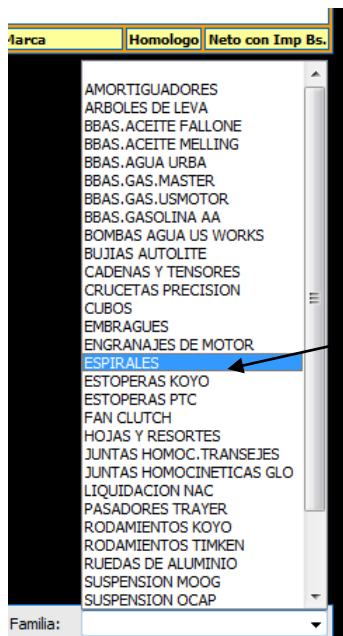 Marca Homologo Neto con Imp Bs.
AMORTIGUADORES
ARBOLES DE LEVA
BBAS.ACEITE FALLONE
BBAS.ACEITE MELLING
BBAS.AGUA URBA
BBAS.GAS.MASTER
BBAS.GAS.USMOTOR
BBAS.GASOLINA AA
BOMBAS AGUA US WORKS
BUJIAS AUTOLITE
CADENAS Y TENSORES
CRUCETAS PRECISION
CUBOS
EMBRAGUES
ENGRANAJES DE MOTOR
ESPIRALES
ESTOPERAS KOYO
ESTOPERAS PTC
FAN CLUTCH
HOJAS Y RESORTES
JUNTAS HOMOC.TRANSEJES
JUNTAS HOMOCINETICAS GLO
LIQUIDACION NAC
PASADORES TRAYER
RODAMIENTOS KOYO
RODAMIENTOS TIMKEN
RUEDAS DE ALUMINIO
SUSPENSION MOOG
SUSPENSION OCAP
Familia: